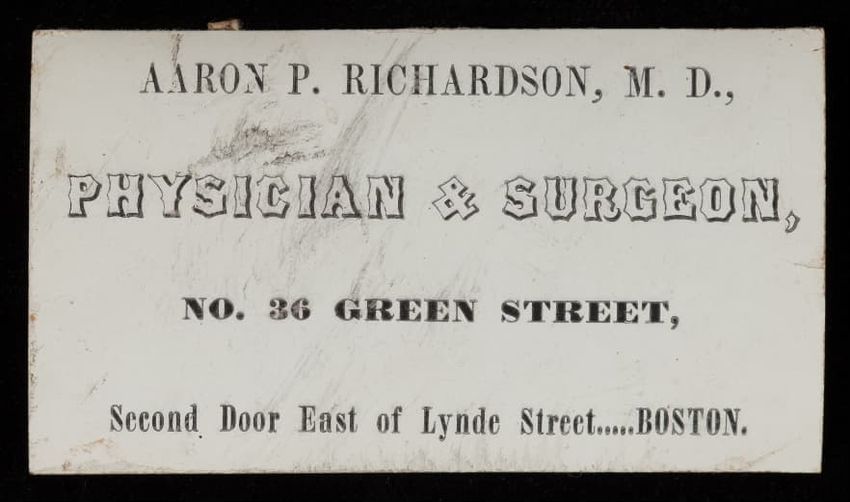 AARON P. RICHARDSON, M. D.,
PHYSICIAN & SURGEON,
NO. 36 GREEN STREET,
Second Door East of Lynde Street.....BOSTON.